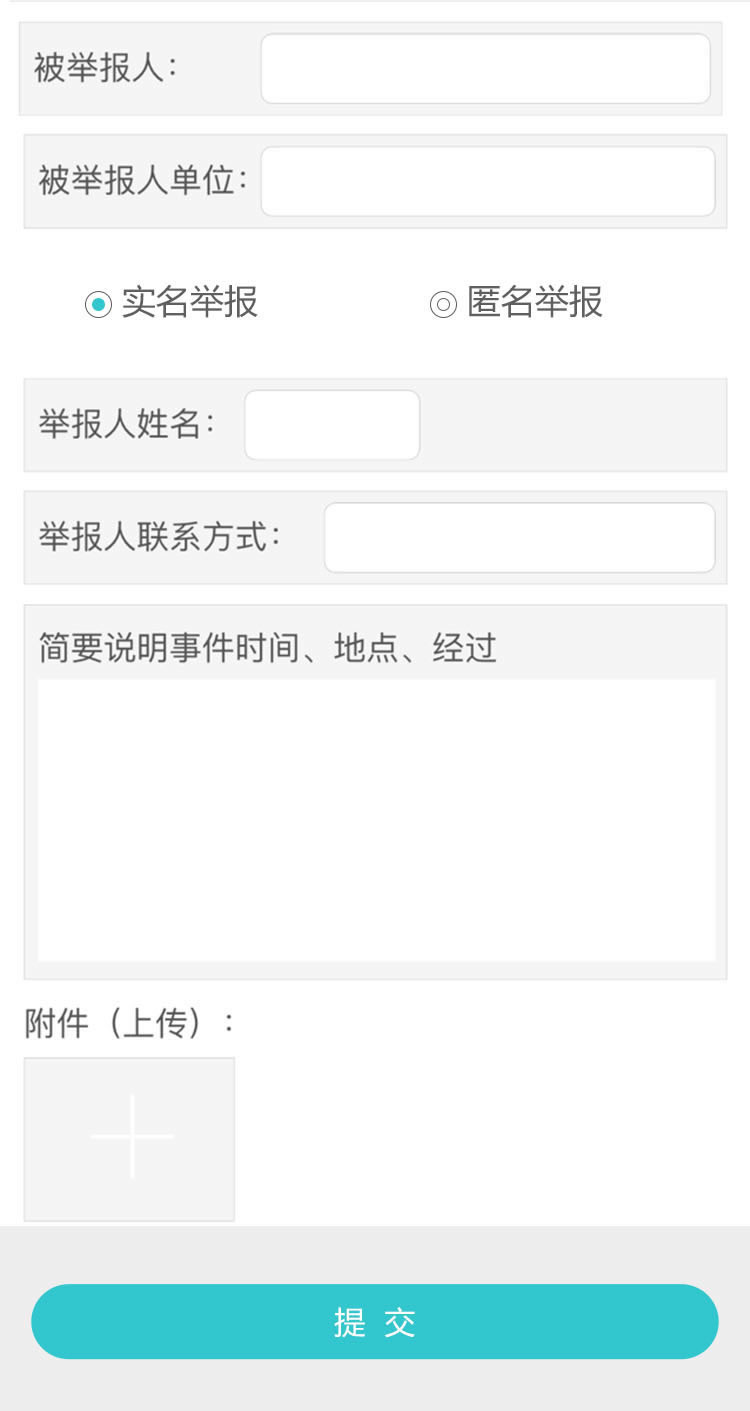 被举报人：
被举报人单位：
实名举报
匿名举报
举报人姓名：
举报人联系方式：
简要说明事件时间、地点、经过
附件（上传）：
提 交